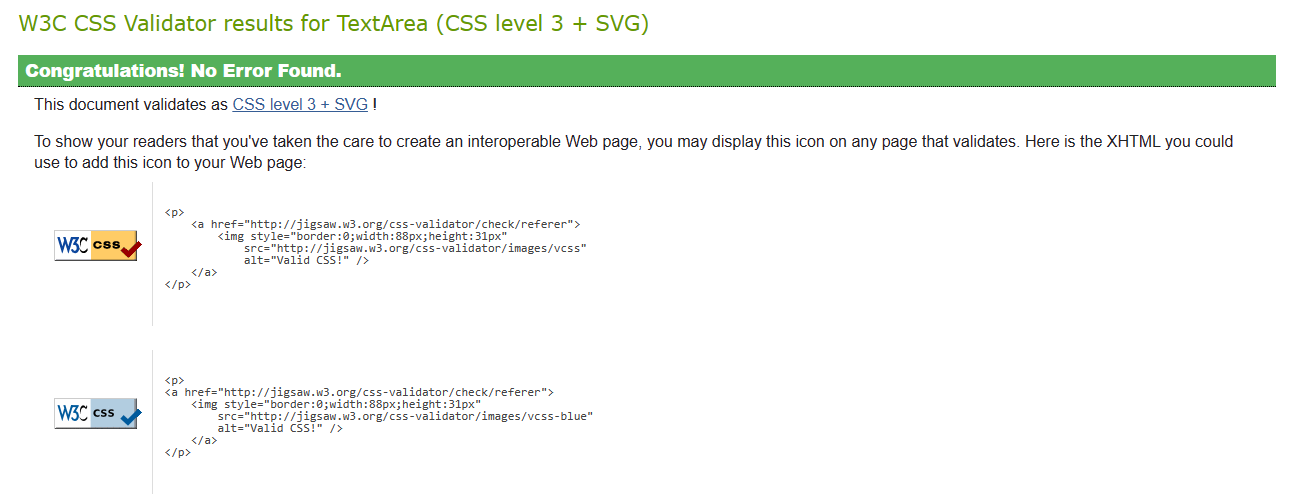 W3C CSS Validator results for TextArea (CSS level 3 + SVG)
Congratulations! No Error Found.
This document validates as CSS level 3 + SVG !
To show your readers that you've taken the care to create an interoperable Web page, you may display this icon on any page that validates. Here is the XHTML you could
use to add this icon to your Web page:
W3C css
<p>
    <a href="http://jigsaw.w3.org/css-validator/check/referer">
        <img style="border:0;width:88px;height:31px"
            src="http://jigsaw.w3.org/css-validator/images/vcss"
            alt="Valid CSS!" />
    </a>
</p>
W3C css
<p>
<a href="http://jigsaw.w3.org/css-validator/check/referer">
    <img style="border:0;width:88px;height:31px"
        src="http://jigsaw.w3.org/css-validator/images/vcss-blue"
        alt="Valid CSS!" />
    </a>
</p>